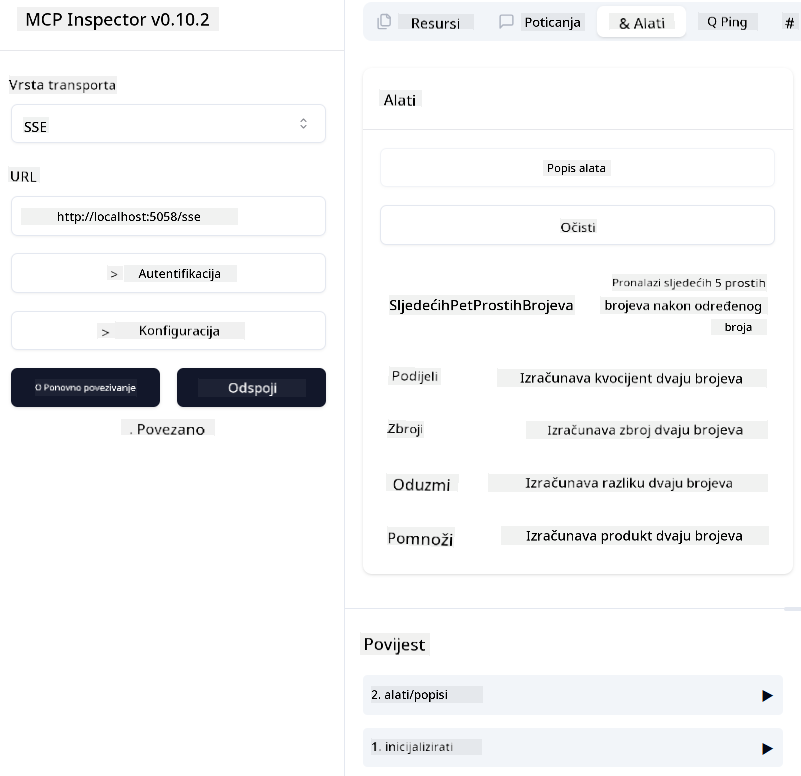 MCP Inspector v0.10.2
Vrsta transporta
SSE
URL
http://localhost:5058/sse
> Autentifikacija
> Konfiguracija
O Ponovno povezivanje
Odspoji
. Povezano
Resursi
Poticanja
& Alati
Q Ping
#
Alati
Popis alata
Očisti
SljedećihPetProstihBrojeva
Pronalazi sljedećih 5 prostih
brojeva nakon određenog
broja
Podijeli
Izračunava kvocijent dvaju brojeva
Zbroji
Izračunava zbroj dvaju brojeva
Oduzmi
Izračunava razliku dvaju brojeva
Pomnoži
Izračunava produkt dvaju brojeva
Povijest
2. alati/popisi
1. inicijalizirati